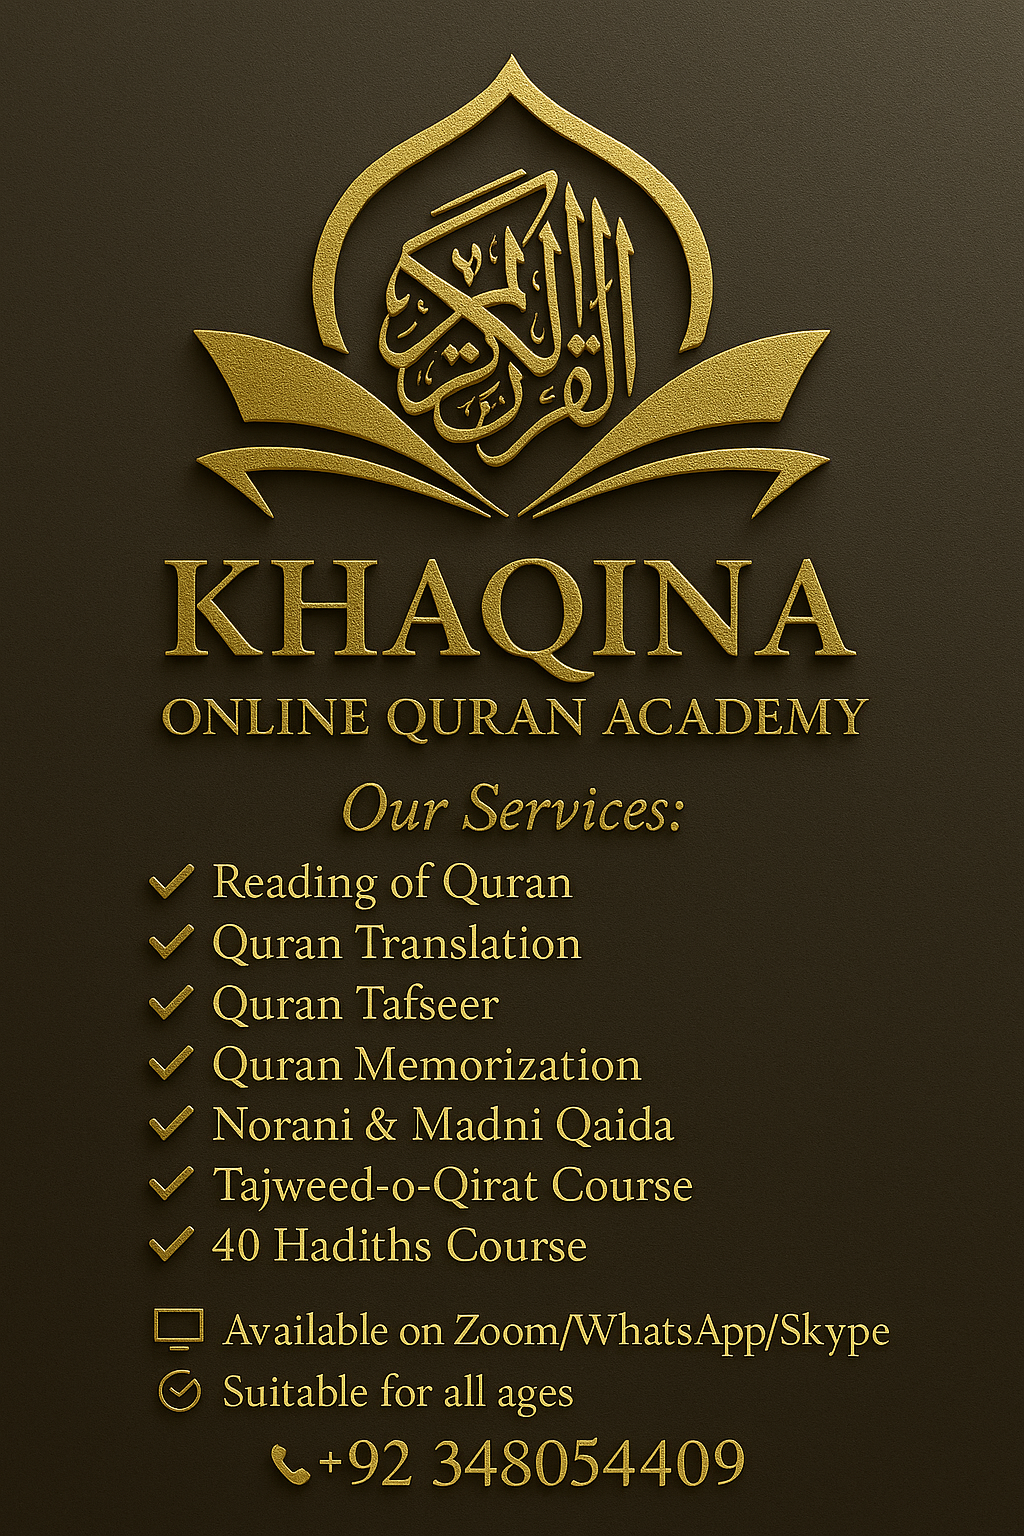 القرآن الكريم
KHAQINA
ONLINE QURAN ACADEMY
Our Services:
Reading of Quran
Quran Translation
Quran Tafseer
Quran Memorization
Norani & Madni Qaida
Tajweed-o-Qirat Course
40 Hadiths Course
Available on Zoom/WhatsApp/Skype
Suitable for all ages
+92 348054409